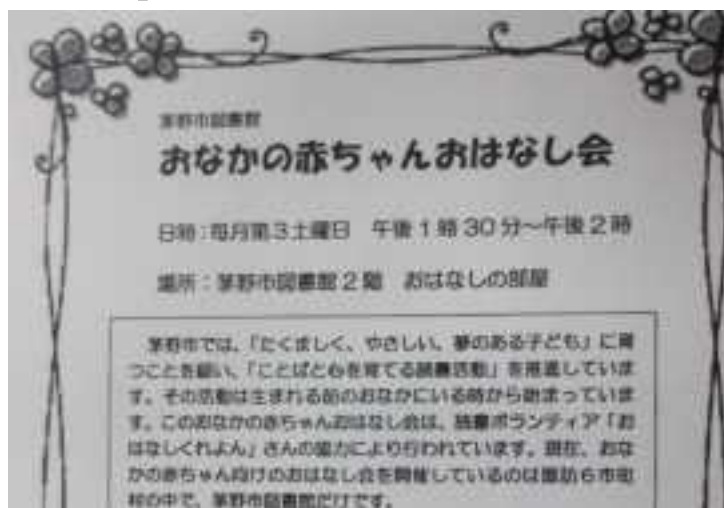 茅野市図書館
おなかの赤ちゃんおはなし会
日時:毎月第3土曜日 午後1時30分~午後2時
場所:茅野市図書館2階 おはなしの部屋
茅野市では、「たくましく、やさしい、夢のある子ども」に育
つことを願い、「ことばと心を育てる読書活動」を推進していま
す。その活動は生まれる前のおなかにいる時から始まっていま
す。このおなかの赤ちゃんおはなし会は、読書ボランティア「お
はなしくれよん」さんの協力により行われています。現在、おな
かの赤ちゃん向けのおはなし会を開催しているのは諏訪6市町
村の中で、茅野市図書館だけです。